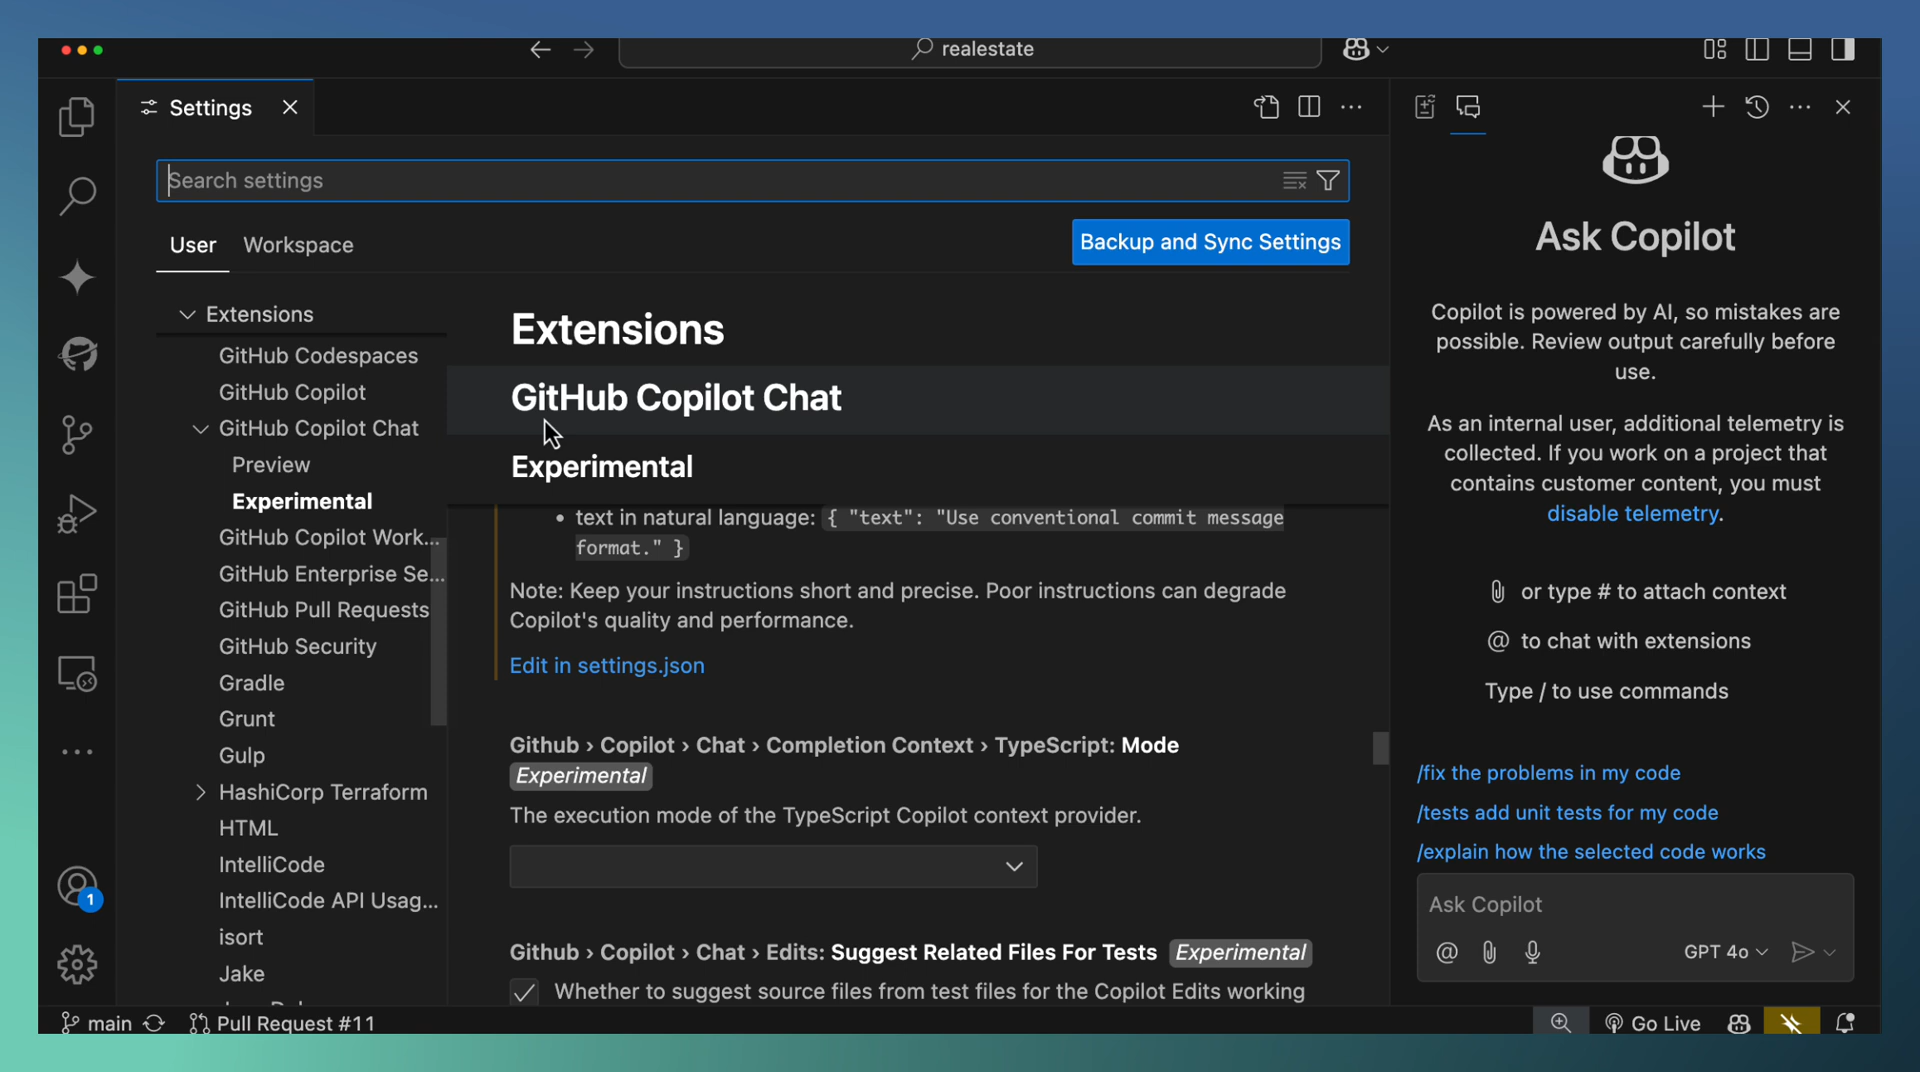 realestate
Settings
Search settings
User
Workspace
Backup and Sync Settings
Extensions
GitHub Codespaces
GitHub Copilot
GitHub Copilot Chat
Preview
Experimental
GitHub Copilot Work...
GitHub Enterprise Se...
GitHub Pull Requests
GitHub Security
Gradle
Grunt
Gulp
HashiCorp Terraform
HTML
IntelliCode
IntelliCode API Usag...
isort
Jake
Extensions
GitHub Copilot Chat
Experimental
• text in natural language: { "text": "Use conventional commit message
format." }
Note: Keep your instructions short and precise. Poor instructions can degrade
Copilot's quality and performance.
Edit in settings.json
Github › Copilot › Chat › Completion Context › TypeScript: Mode
Experimental
The execution mode of the TypeScript Copilot context provider.
Github › Copilot › Chat › Edits: Suggest Related Files For Tests Experimental
Whether to suggest source files from test files for the Copilot Edits working
Ask Copilot
Copilot is powered by AI, so mistakes are
possible. Review output carefully before
use.
As an internal user, additional telemetry is
collected. If you work on a project that
contains customer content, you must
disable telemetry.
or type # to attach context
@ to chat with extensions
Type / to use commands
/fix the problems in my code
/tests add unit tests for my code
/explain how the selected code works
Ask Copilot
@
GPT 4o
1
main
Pull Request #11
Go Live